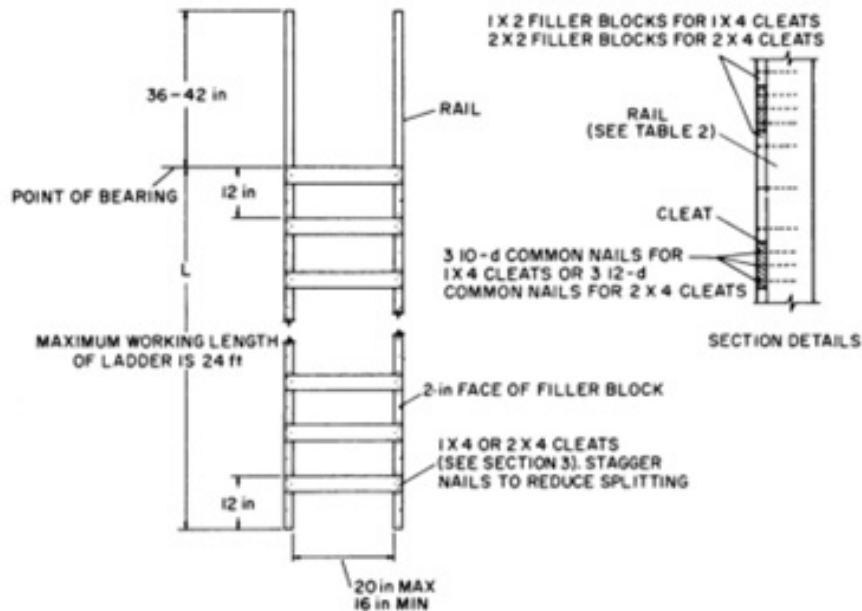 1 X 2 FILLER BLOCKS FOR 1 X 4 CLEATS
2 X 2 FILLER BLOCKS FOR 2 X 4 CLEATS
36-42 in
RAIL
RAIL
(SEE TABLE 2)
POINT OF BEARING
12 in
CLEAT
L
3 10-d COMMON NAILS FOR
1 X 4 CLEATS OR 3 12-d
COMMON NAILS FOR 2 X 4 CLEATS
MAXIMUM WORKING LENGTH
OF LADDER IS 24 ft
SECTION DETAILS
2-in FACE OF FILLER BLOCK
1 X 4 OR 2 X 4 CLEATS
(SEE SECTION 3). STAGGER
NAILS TO REDUCE SPLITTING
12 in
20 in MAX
16 in MIN